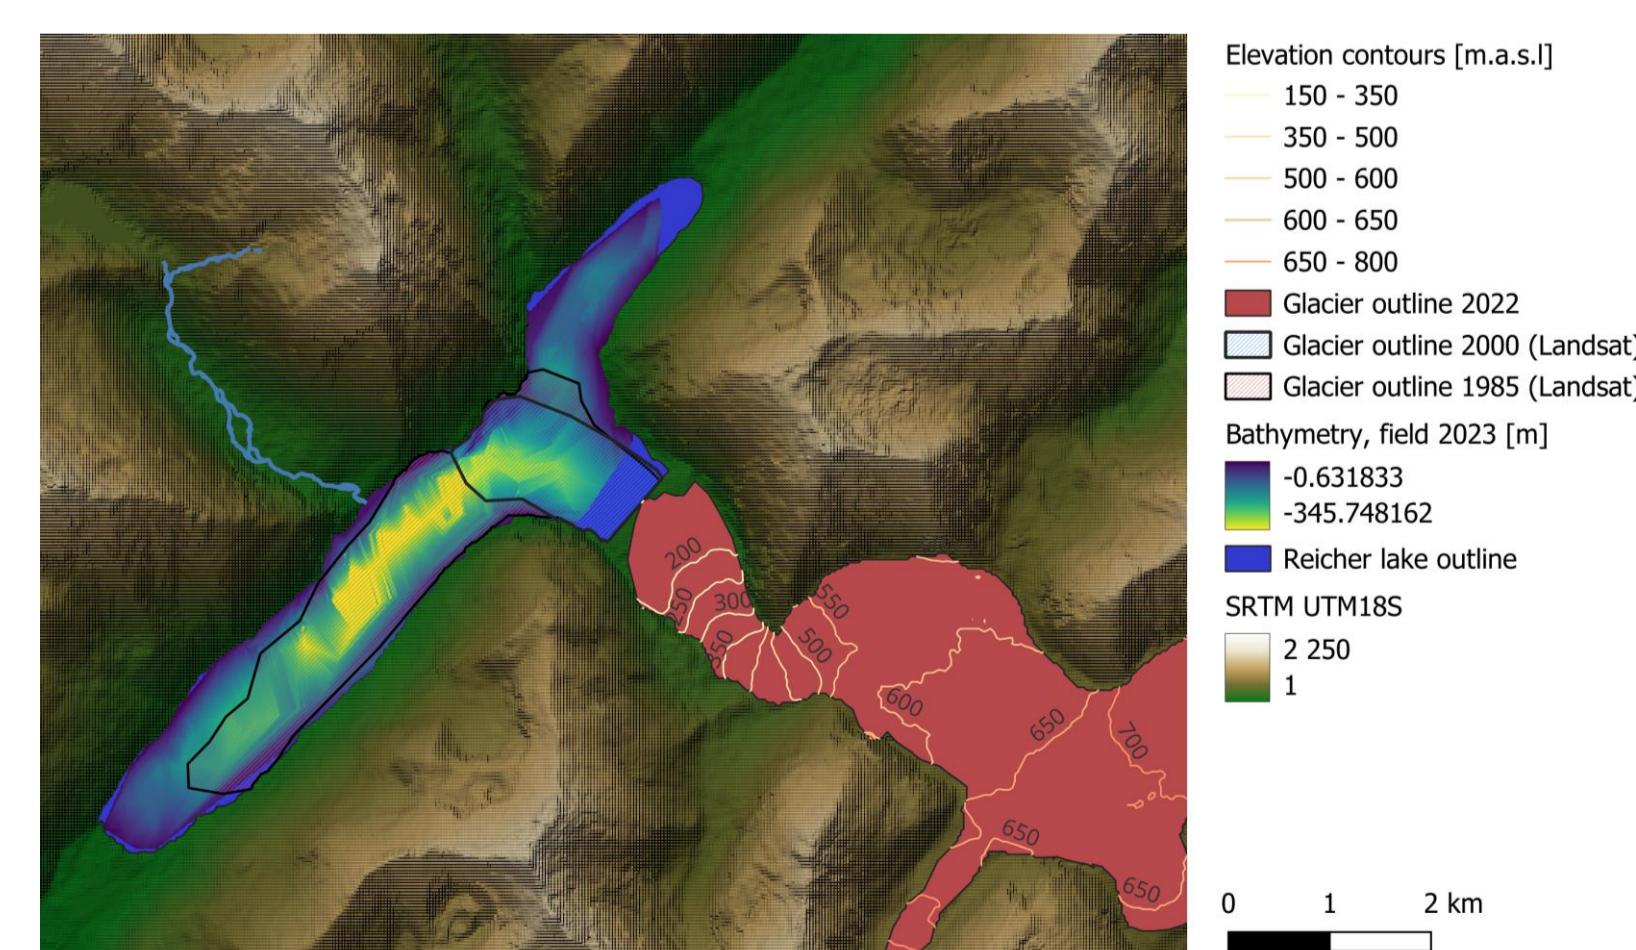 Elevation contours [m.a.s.l]
150 - 350
350 - 500
500 - 600
600 - 650
650 - 800
Glacier outline 2022
Glacier outline 2000 (Landsat)
Glacier outline 1985 (Landsat)
Bathymetry, field 2023 [m]
-0.631833
-345.748162
Reicher lake outline
SRTM UTM18S
2 250
1
0 1 2 km
200
250
300
350
500
550
600
650
700
650
650